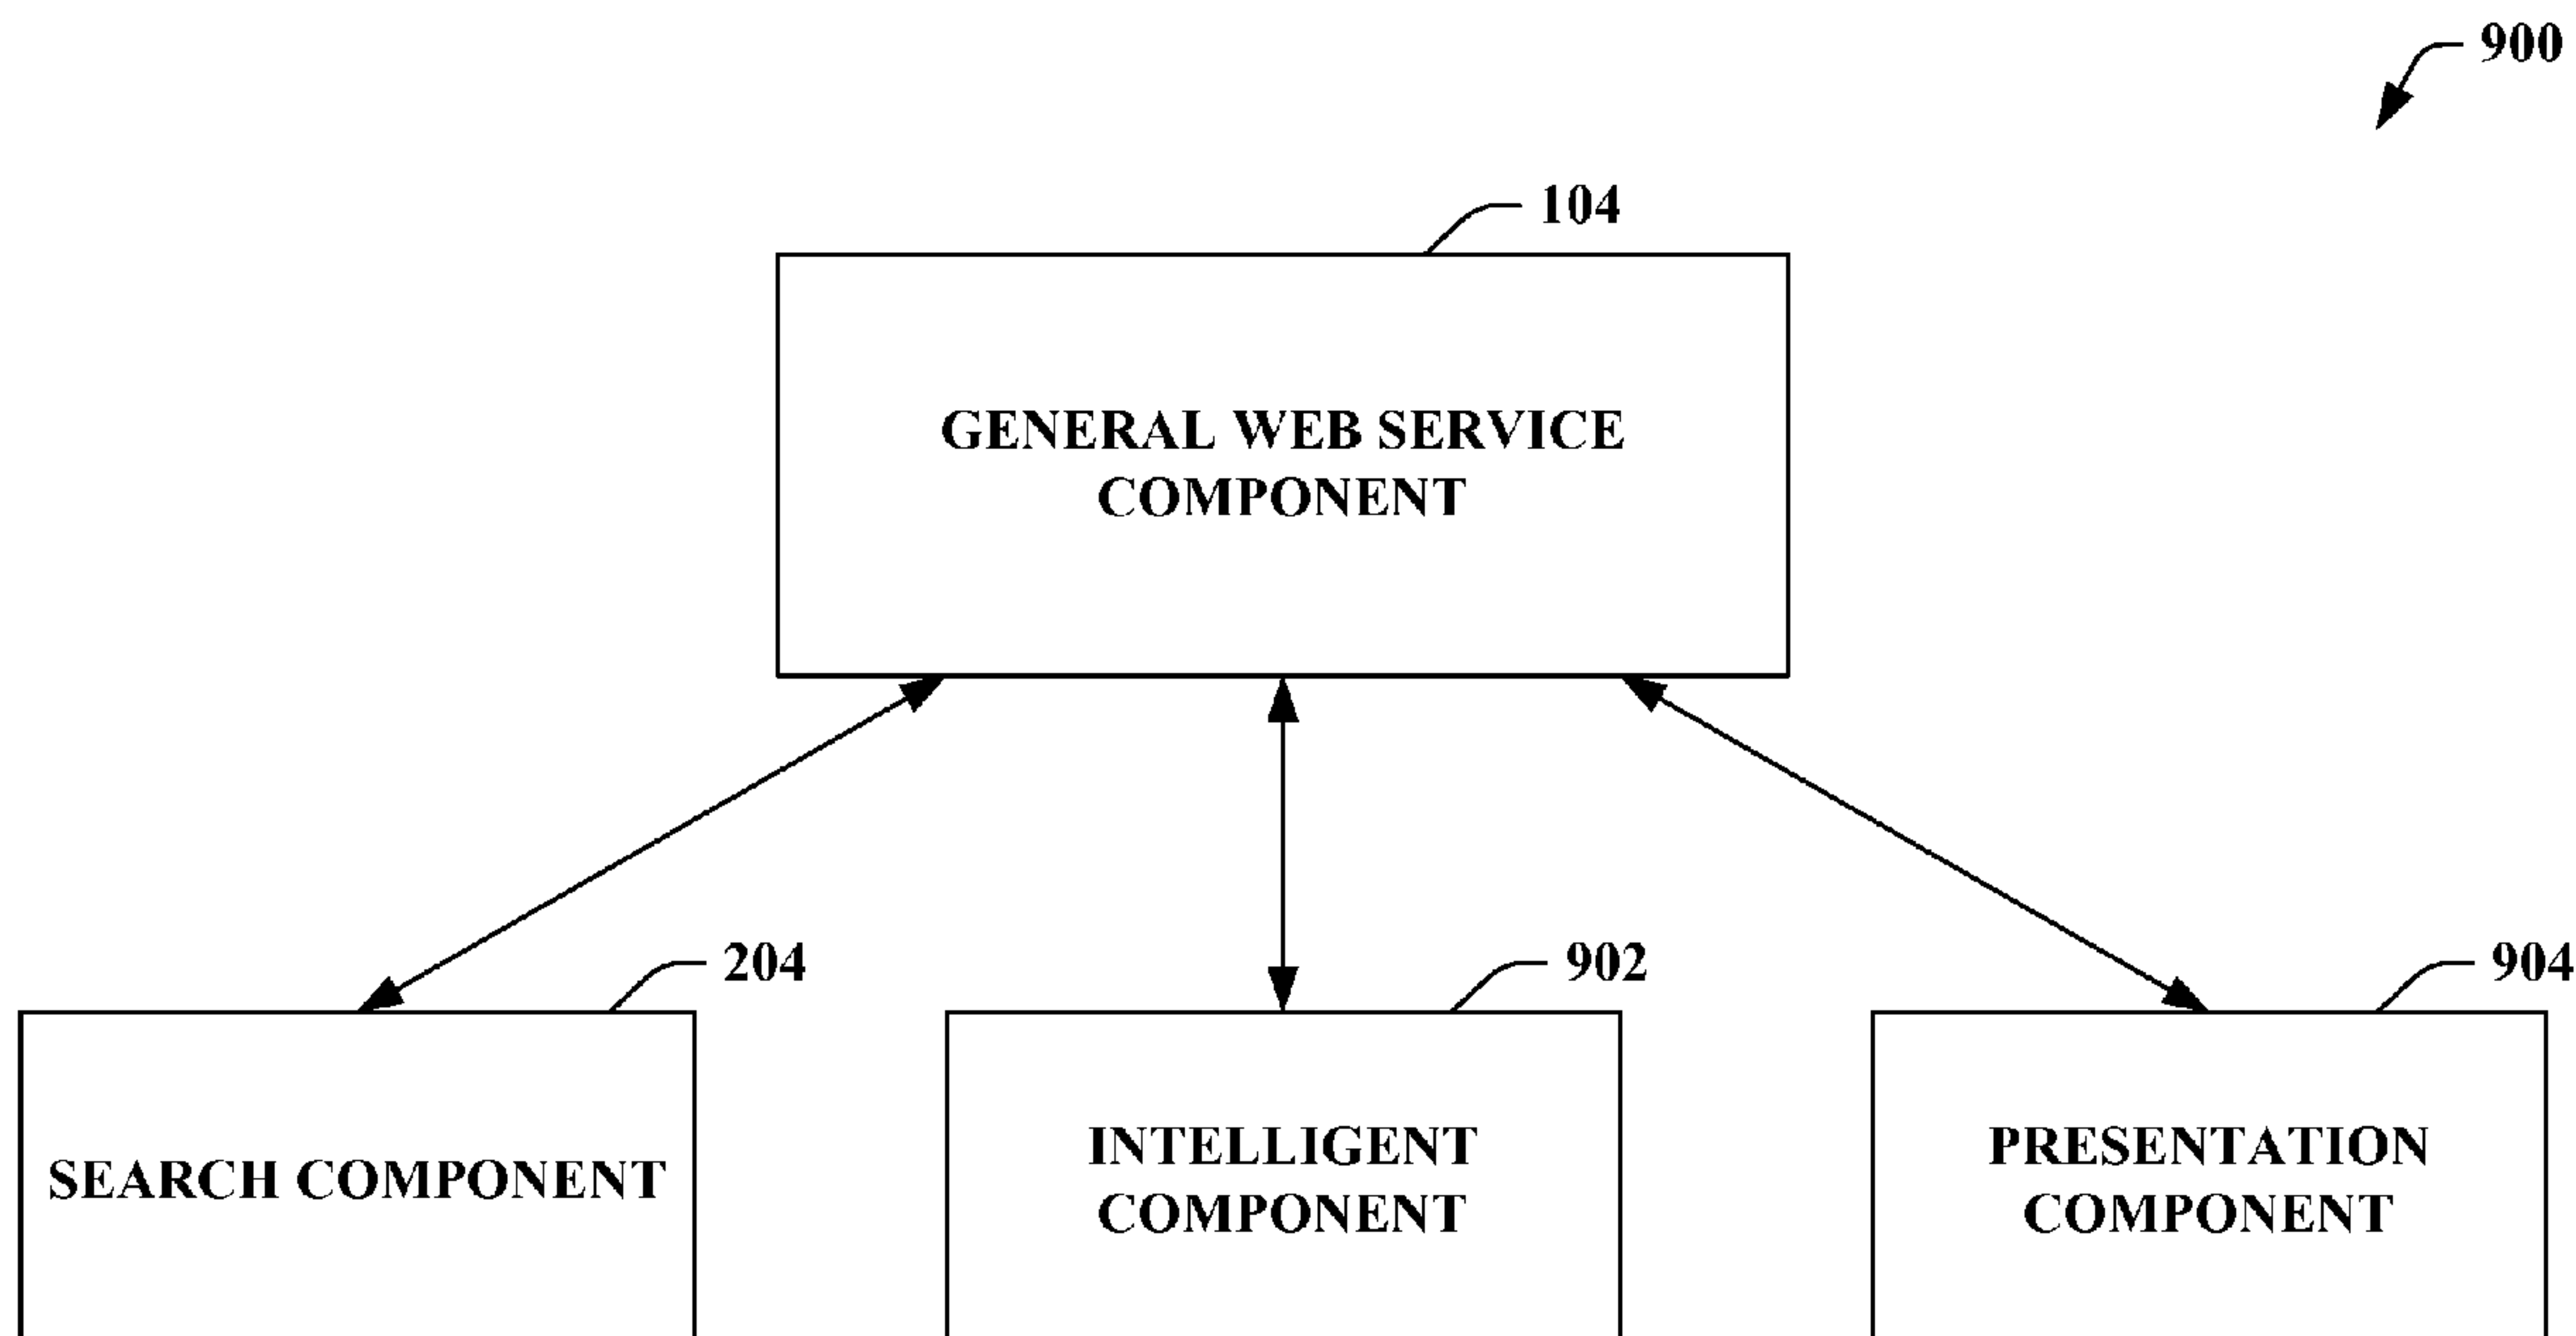 900
104
GENERAL WEB SERVICE
COMPONENT
204
902
904
SEARCH COMPONENT
INTELLIGENT
COMPONENT
PRESENTATION
COMPONENT